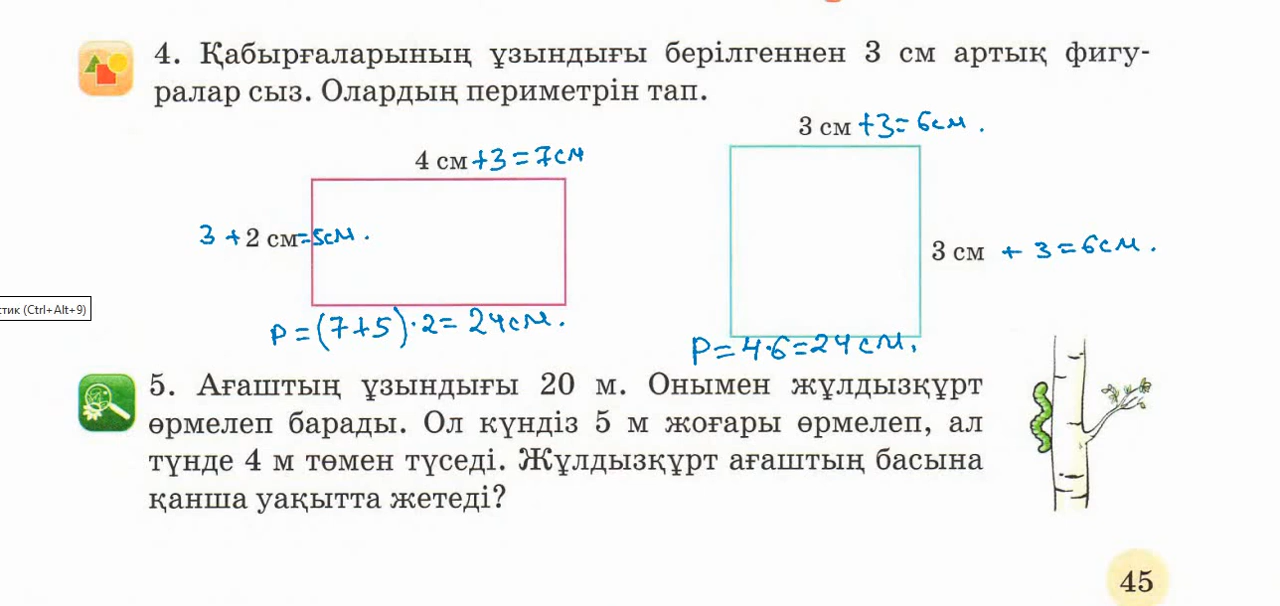 4. Қабырғаларының ұзындығы берілгеннен 3 см артық фигу-
ралар сыз. Олардың периметрін тап.
3 см +3=6см.
4 см +3=7см
3+2 см=5см.
3 см + 3=6см.
стик (Ctrl+Alt+9)
P=(7+5)·2=24см.
P=4·6=24см.
5. Ағаштың ұзындығы 20 м. Онымен жұлдызқұрт
өрмелеп барады. Ол күндіз 5 м жоғары өрмелеп, ал
түнде 4 м төмен түседі. Жұлдызқұрт ағаштың басына
қанша уақытта жетеді?
45